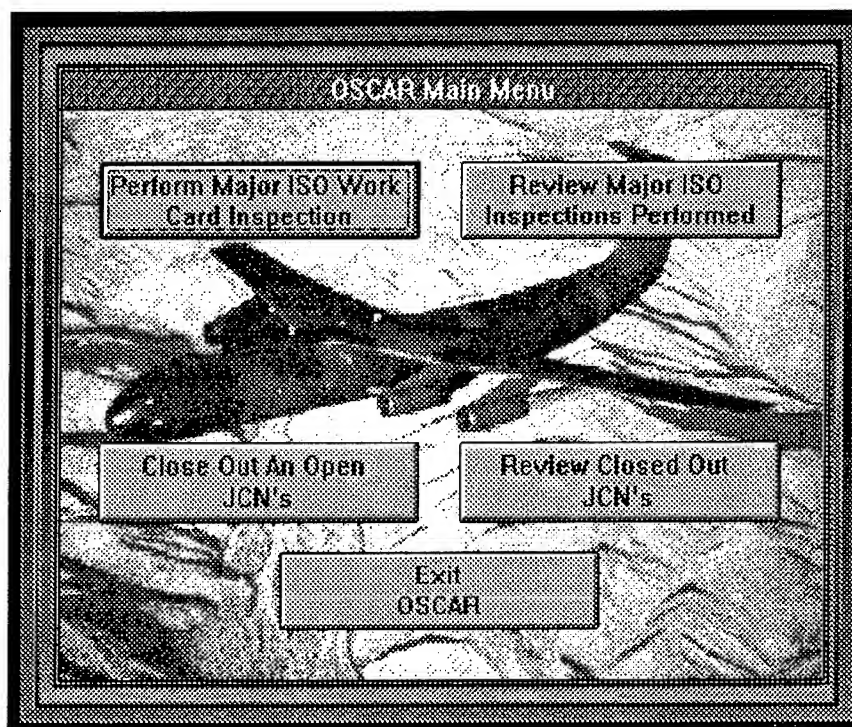 OSCAR Main Menu
Perform Major ISO Work
Card Inspection
Review Major ISO
Inspections Performed
Close Out An Open
JCN's
Review Closed Out
JCN's
Exit
OSCAR